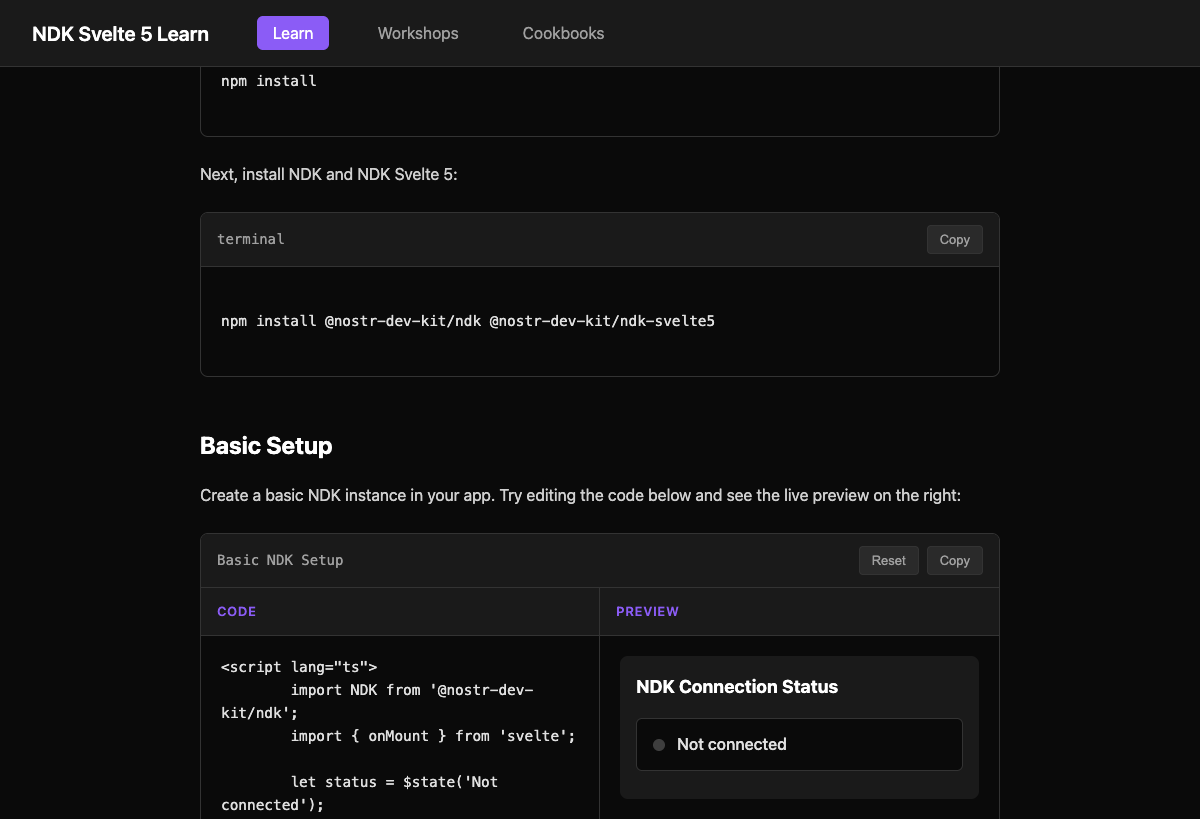 NDK Svelte 5 Learn
Learn
Workshops
Cookbooks
npm install
Next, install NDK and NDK Svelte 5:
terminal
Copy
npm install @nostr-dev-kit/ndk @nostr-dev-kit/ndk-svelte5
Basic Setup
Create a basic NDK instance in your app. Try editing the code below and see the live preview on the right:
Basic NDK Setup
Reset
Copy
CODE
<script lang="ts">
import NDK from '@nostr-dev-
kit/ndk';
import { onMount } from 'svelte';
let status = $state('Not
connected');
PREVIEW
NDK Connection Status
Not connected